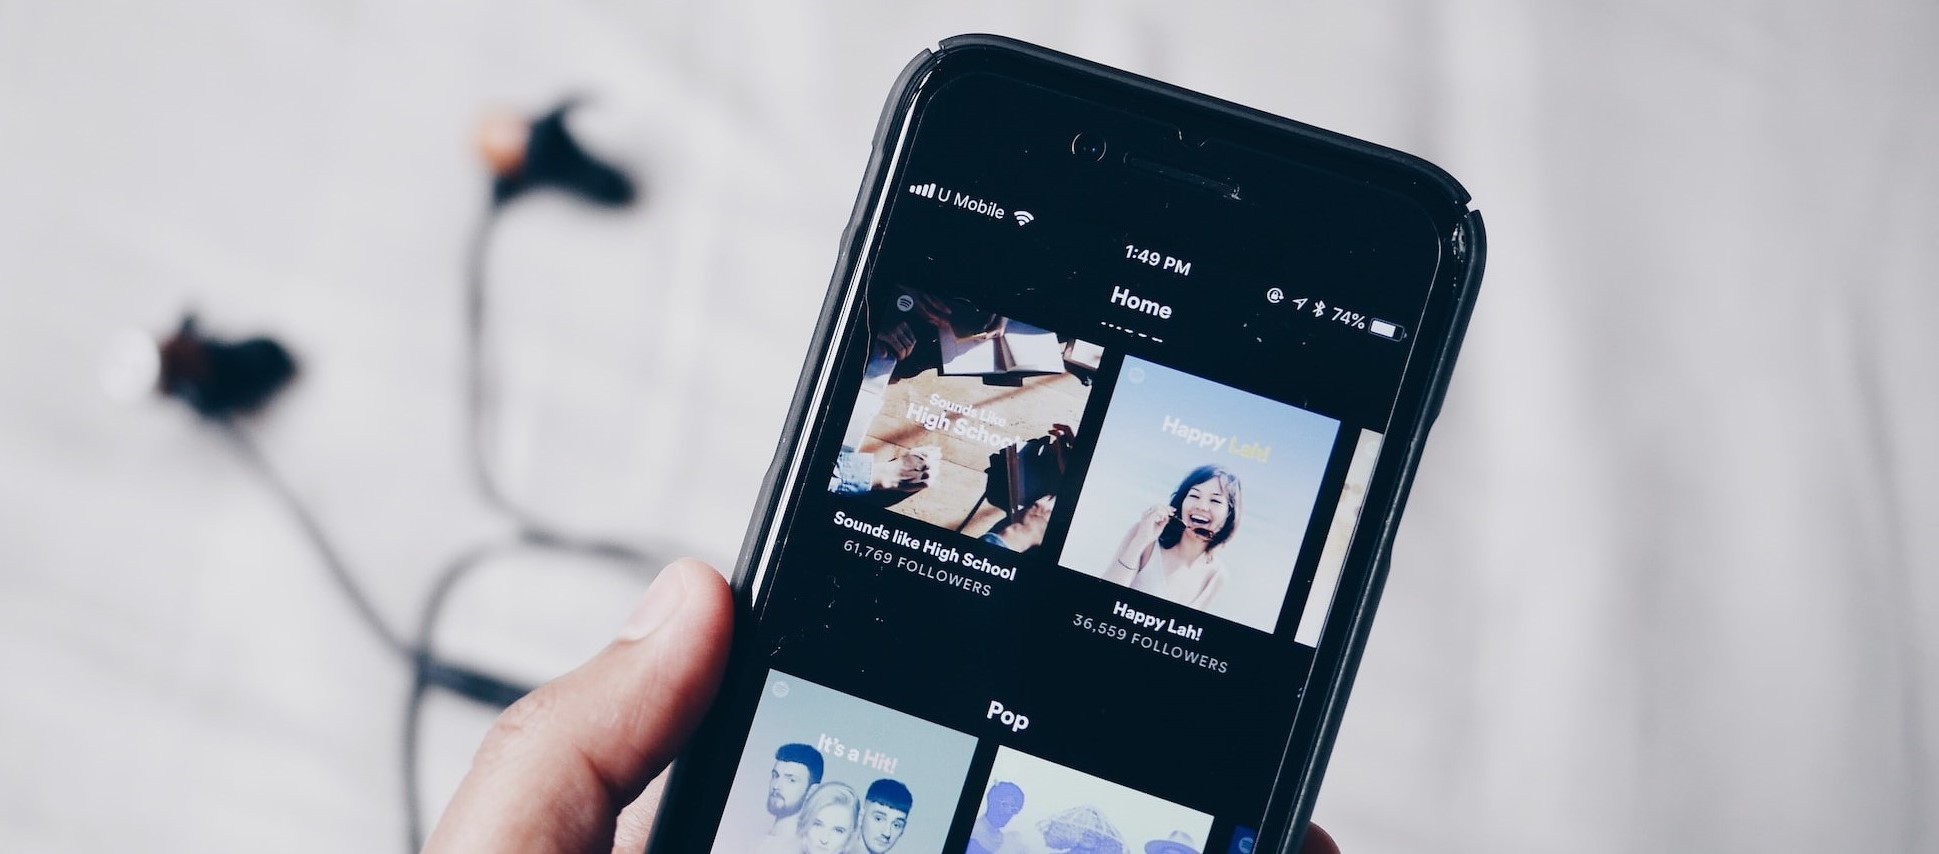 U Mobile
1:49 PM
74%
Home
Sounds Like
High School
Happy Lah!
Sounds like High School
61,769 FOLLOWERS
Happy Lah!
36,559 FOLLOWERS
Pop
It's a Hit!